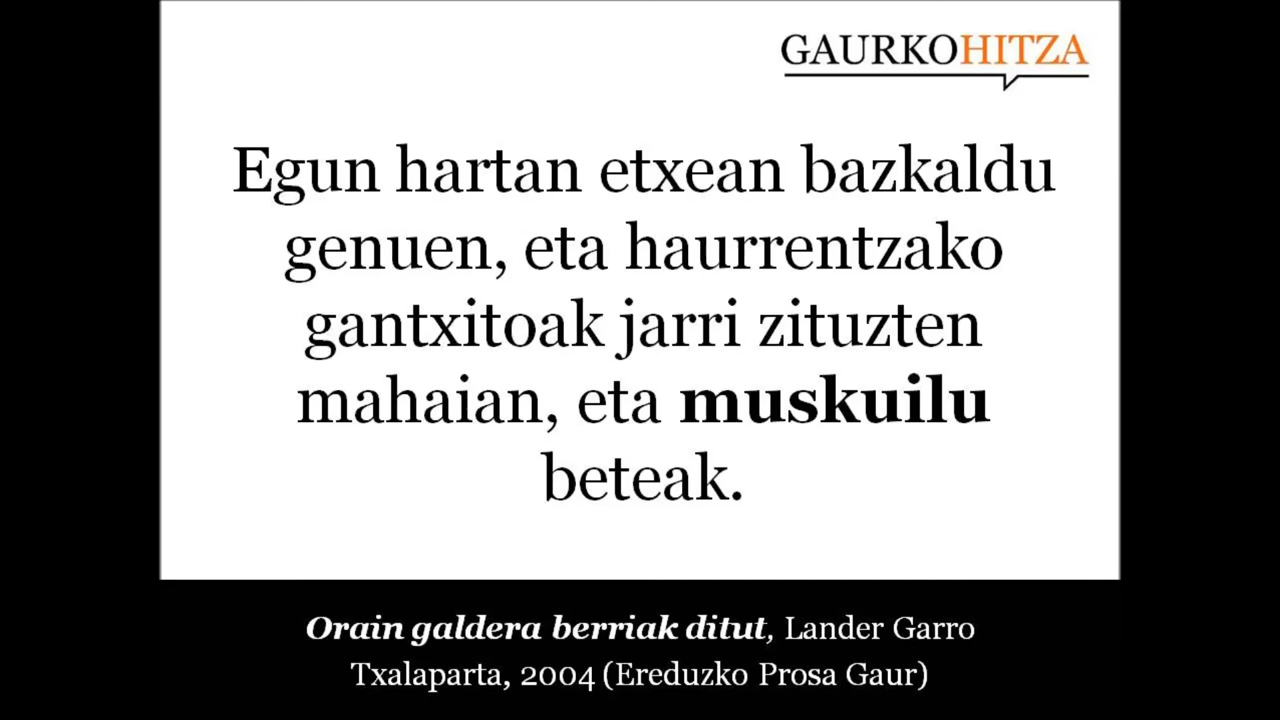 GAURKOHITZA
Egun hartan etxean bazkaldu
genuen, eta haurrentzako
gantxitoak jarri zituzten
mahaian, eta muskuilu
beteak.
Orain galdera berriak ditut, Lander Garro
Txalaparta, 2004 (Ereduzko Prosa Gaur)